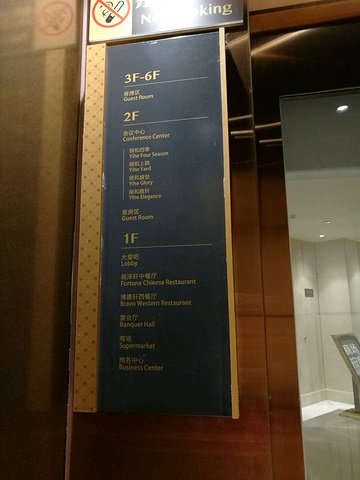 No Smoking
3F-6F
客房区
Guest Room
2F
会议中心
Conference Center
颐和四季
Yihe Four Season
颐和上院
Yihe Yard
颐和盛世
Yihe Glory
颐和雅轩
Yihe Elegance
客房区
Guest Room
1F
大堂吧
Lobby
福泽轩中餐厅
Fortune Chinese Restaurant
博雅轩西餐厅
Bravo Western Restaurant
宴会厅
Banquet Hall
商场
Supermarket
商务中心
Business Center